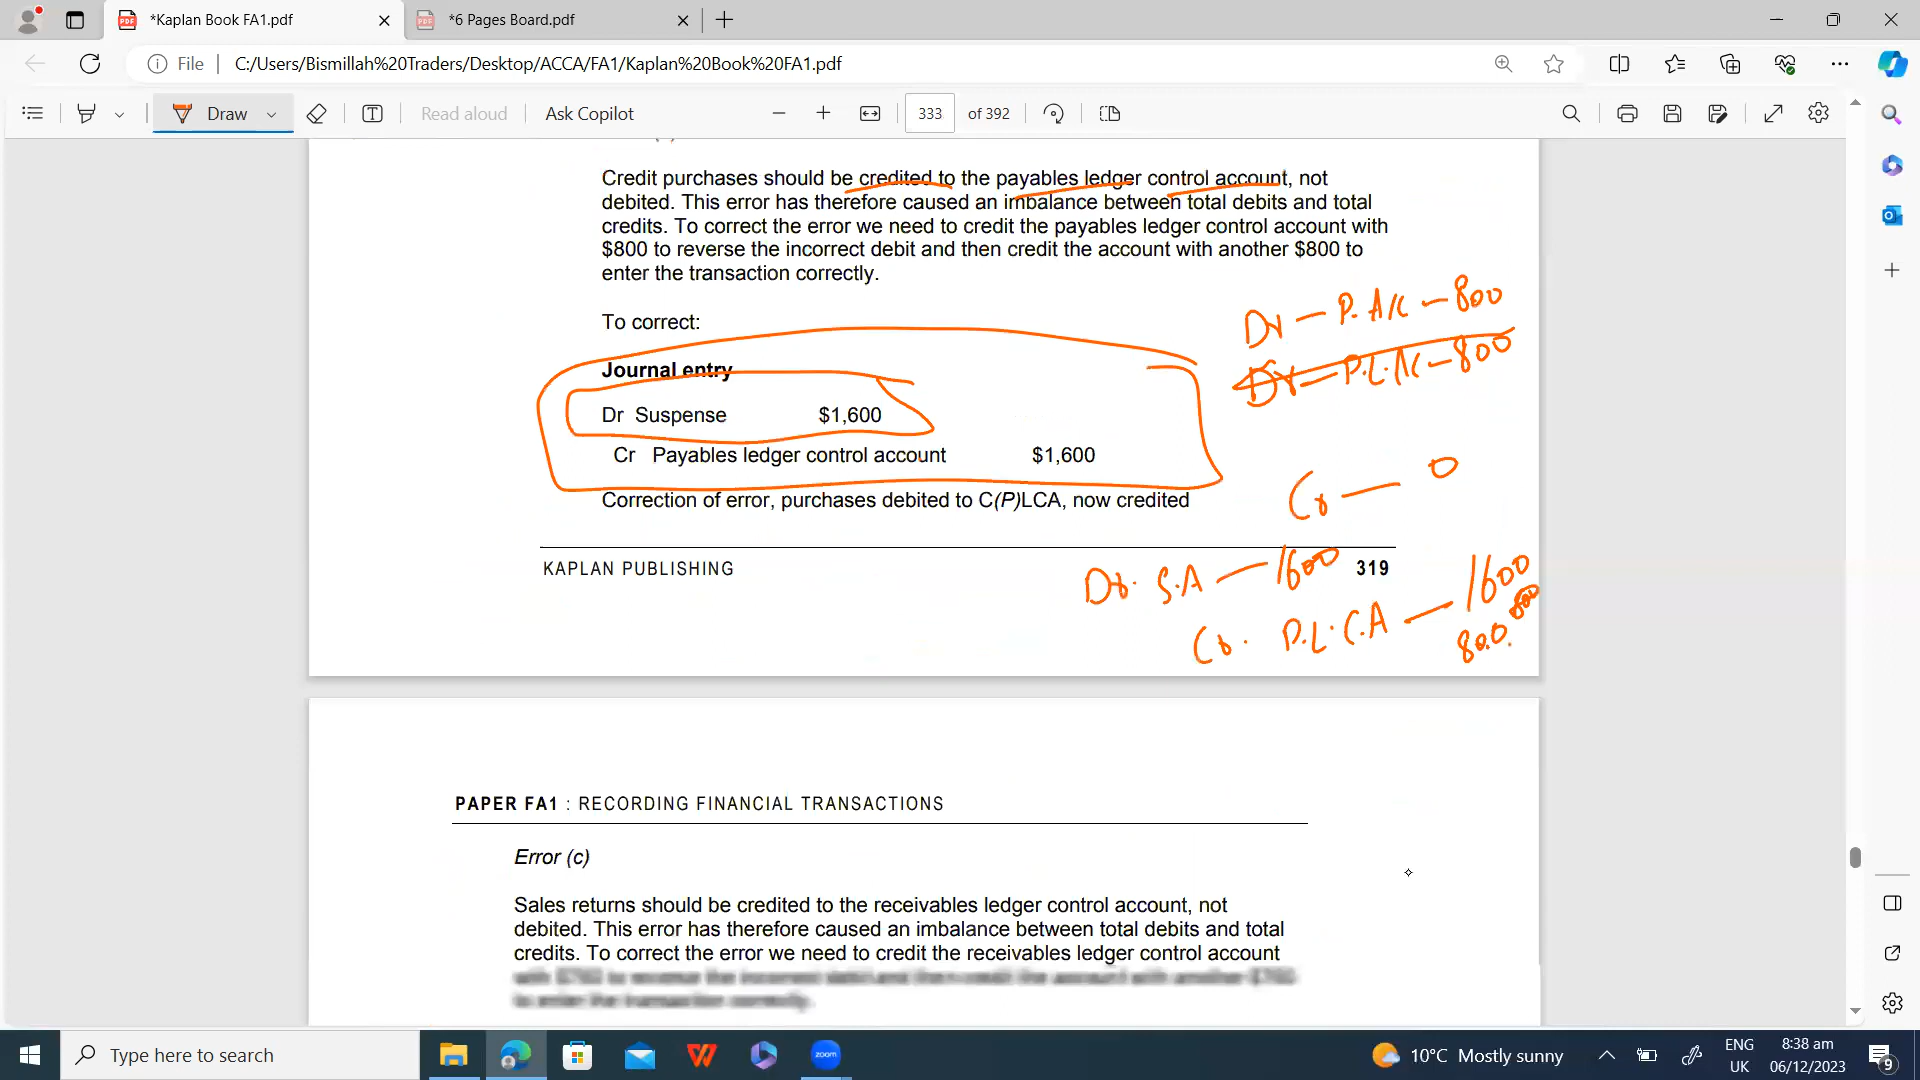 *Kaplan Book FA1.pdf
*6 Pages Board.pdf
File
C:/Users/Bismillah%20Traders/Desktop/ACCA/FA1/Kaplan%20Book%20FA1.pdf
Draw
Read aloud
Ask Copilot
333 of 392
Credit purchases should be credited to the payables ledger control account, not
debited. This error has therefore caused an imbalance between total debits and total
credits. To correct the error we need to credit the payables ledger control account with
$800 to reverse the incorrect debit and then credit the account with another $800 to
enter the transaction correctly.
Dr — P. A/c — 800
To correct:
Dr — P.L. A/c — 800
Journal entry
Dr Suspense $1,600
Cr Payables ledger control account $1,600
Cr — 0
Correction of error, purchases debited to C(P)LCA, now credited
KAPLAN PUBLISHING
319
Dr. S.A — 1600
Cr. P.L.C.A — 1600
800
800
PAPER FA1 : RECORDING FINANCIAL TRANSACTIONS
Error (c)
Sales returns should be credited to the receivables ledger control account, not
debited. This error has therefore caused an imbalance between total debits and total
credits. To correct the error we need to credit the receivables ledger control account
Type here to search
zoom
10°C Mostly sunny
ENG
UK
8:38 am
06/12/2023
9